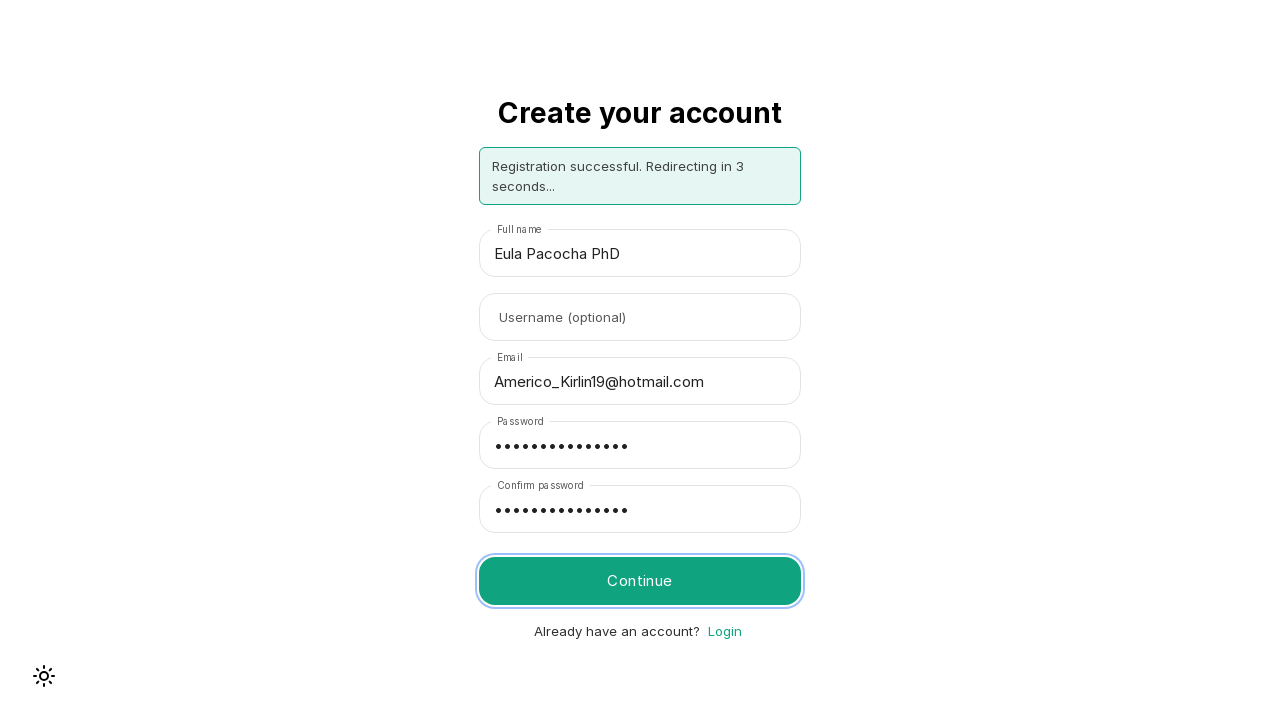 Create your account
Registration successful. Redirecting in 3
seconds...
Full name
Eula Pacocha PhD
Username (optional)
Email
Americo_Kirlin19@hotmail.com
Password
•••••••••••••••
Confirm password
•••••••••••••••
Continue
Already have an account? Login